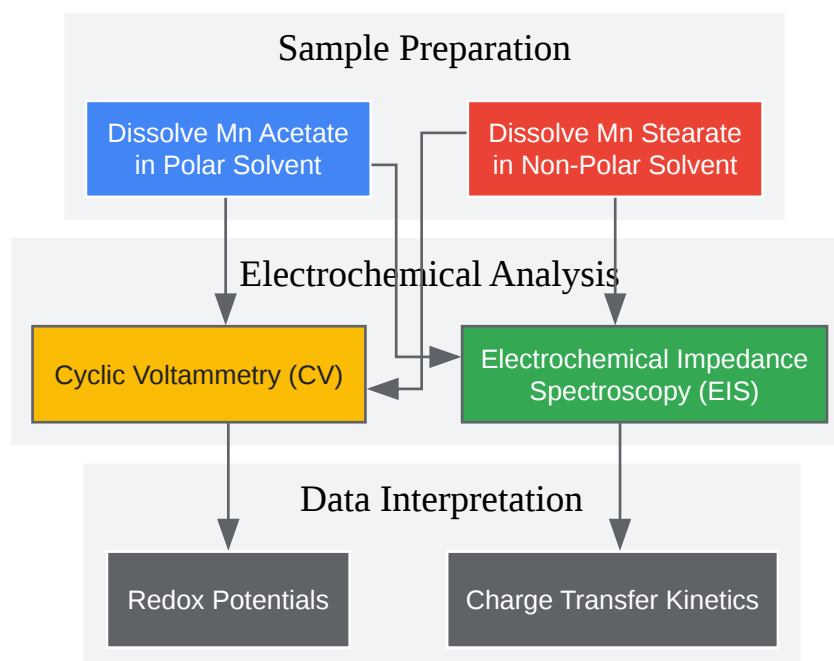 Sample Preparation
Dissolve Mn Acetate
in Polar Solvent
Dissolve Mn Stearate
in Non-Polar Solvent
Electrochemical Analysis
Cyclic Voltammetry (CV)
Electrochemical Impedance
Spectroscopy (EIS)
Data Interpretation
Redox Potentials
Charge Transfer Kinetics